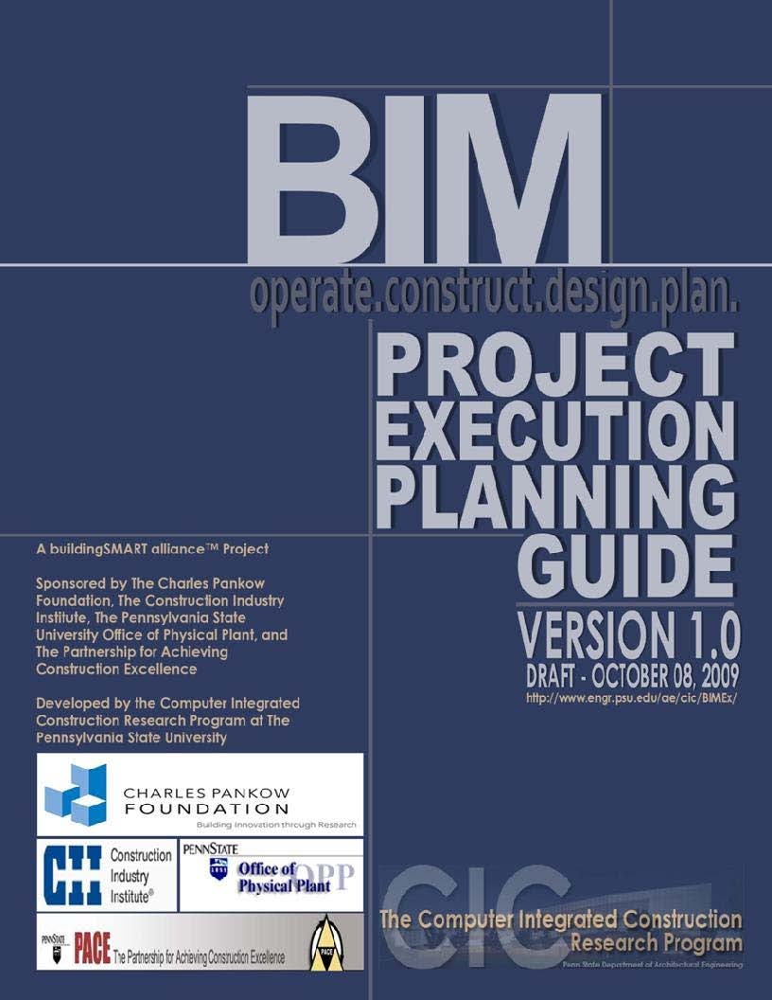 BIM
operate.construct.design.plan.
PROJECT
EXECUTION
PLANNING
GUIDE
VERSION 1.0
DRAFT - OCTOBER 08, 2009
http://www.engr.psu.edu/ae/cic/BIMEx/
A buildingSMART alliance™ Project
Sponsored by The Charles Pankow
Foundation, The Construction Industry
Institute, The Pennsylvania State
University Office of Physical Plant, and
The Partnership for Achieving
Construction Excellence
Developed by the Computer Integrated
Construction Research Program at The
Pennsylvania State University
CHARLES PANKOW
FOUNDATION
Building Innovation through Research
CII
Construction
Industry
Institute®
PENNSTATE
1855
OPP
Office of
Physical Plant
PENNSTATE
PACE The Partnership for Achieving Construction Excellence
PACE
CIC
The Computer Integrated Construction
Research Program
Penn State Department of Architectural Engineering